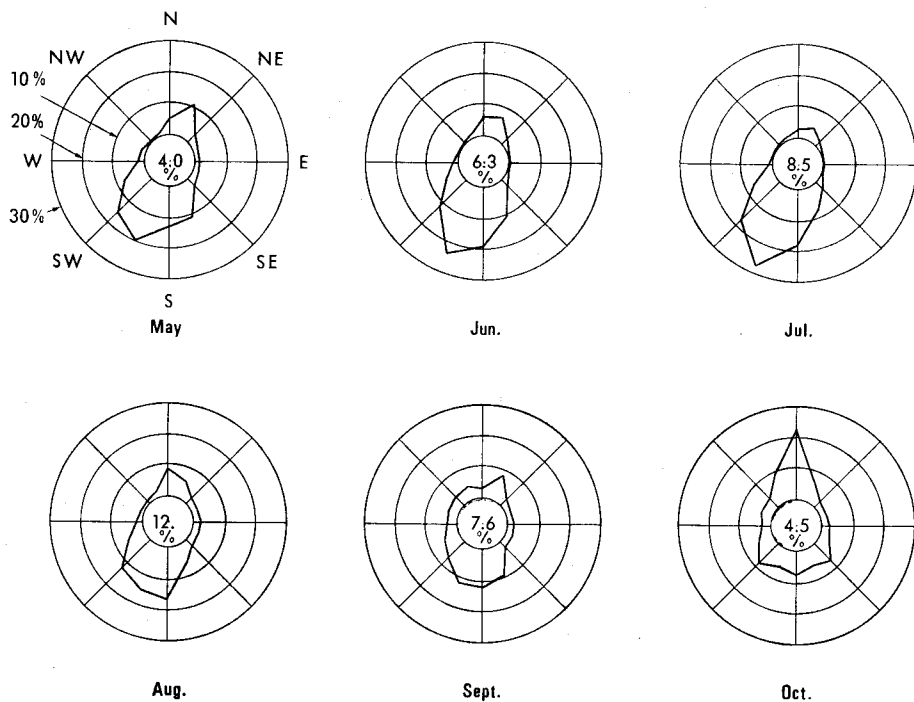 N
NW
NE
10%
20%
W
4:0
%
E
30%
SW
SE
S
May
6:3
%
Jun.
8:5
%
Jul.
12.
%
Aug.
7:6
%
Sept.
4:5
%
Oct.